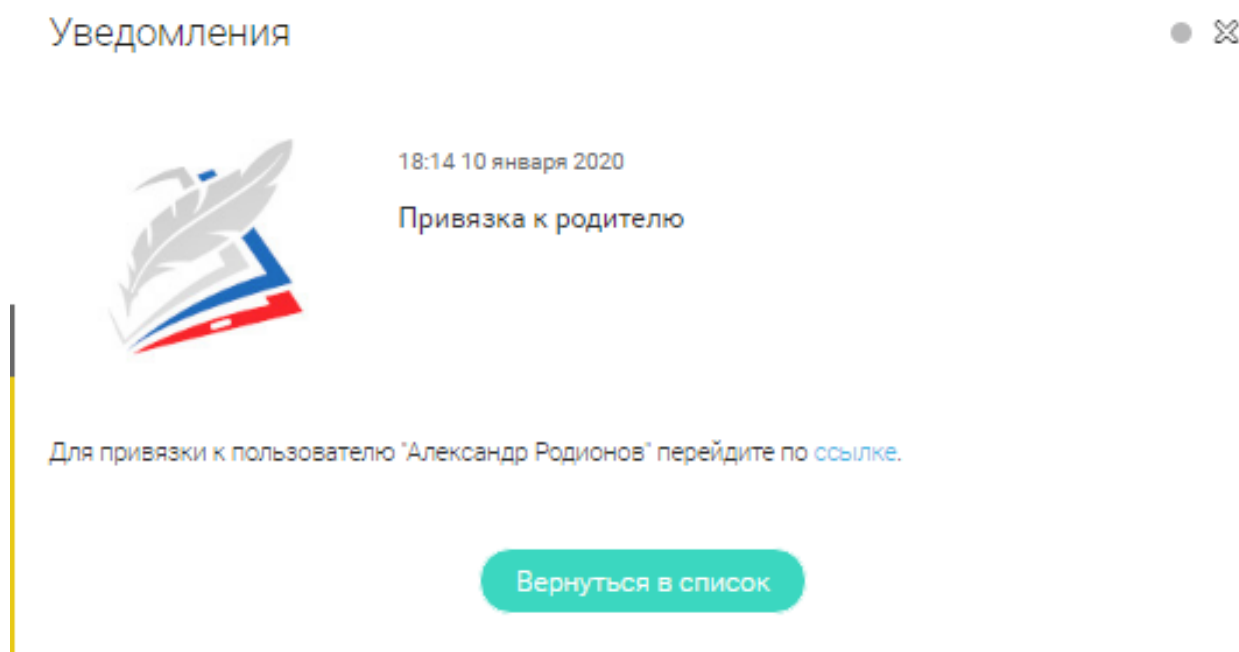 Уведомления
18:14 10 января 2020
Привязка к родителю
Для привязки к пользователю "Александр Родионов" перейдите по ссылке.
Вернуться в список